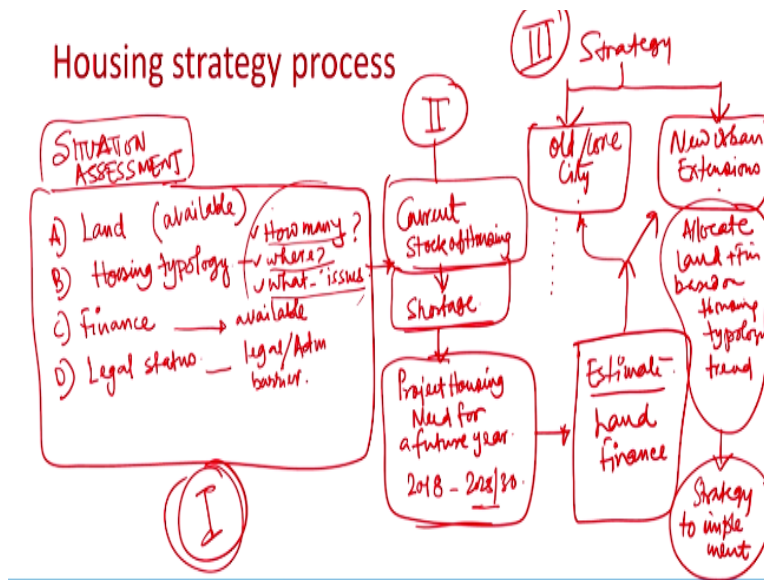 Housing strategy process
SITUATION
ASSESSMENT
A) Land (available)
B) Housing typology
How many?
where?
what - issues
C) Finance → available
D) Legal status - legal/Adm
barrier.
I
II
Current
Stock of Housing
Shortage
Project Housing
Need for
a future year.
2018 - 2028/30.
Estimate-
Land
finance
III
Strategy
Old/Core
City
New Urban
Extensions
Allocate
Land + Fin
based on
Housing
typology
trend
Strategy
to imple
ment